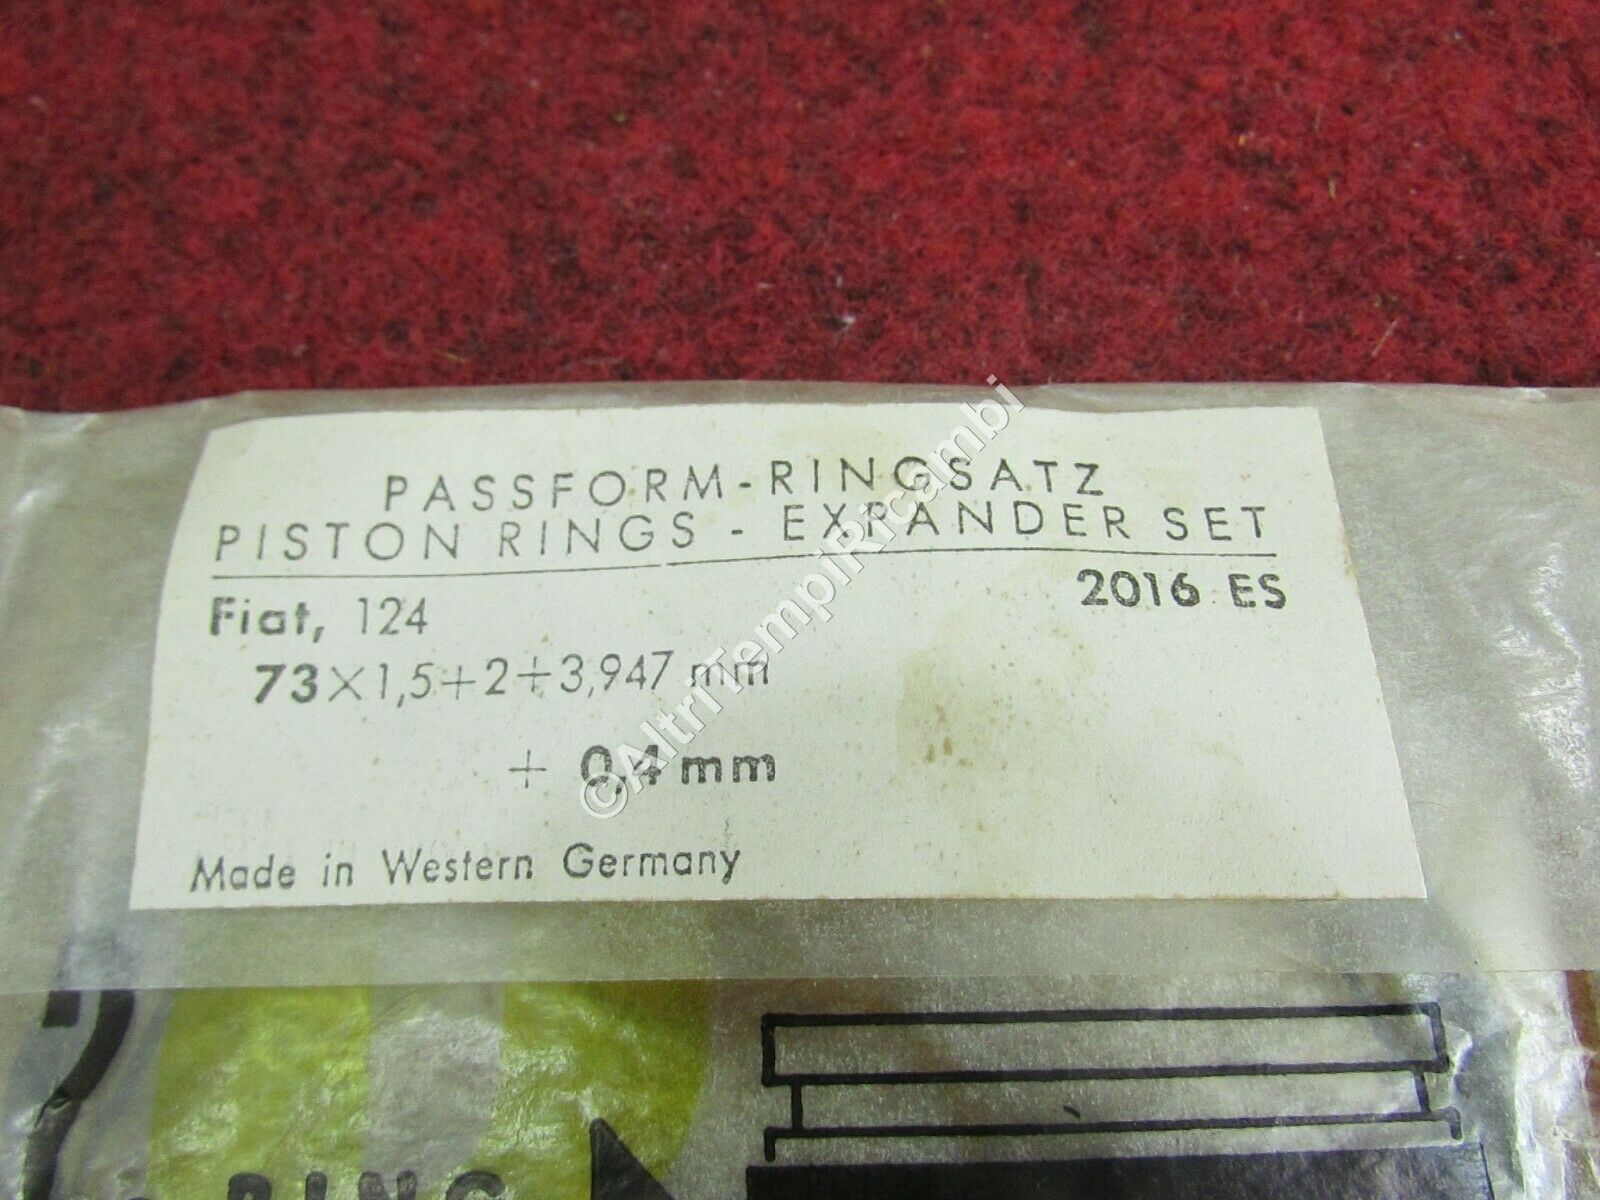 PASSFORM-RINGSATZ
PISTON RINGS - EXPANDER SET
Fiat, 124 2016 ES
73×1,5+2+3,947 mm
+ 0,4 mm
Made in Western Germany
©AltriTempiRicambi
RING